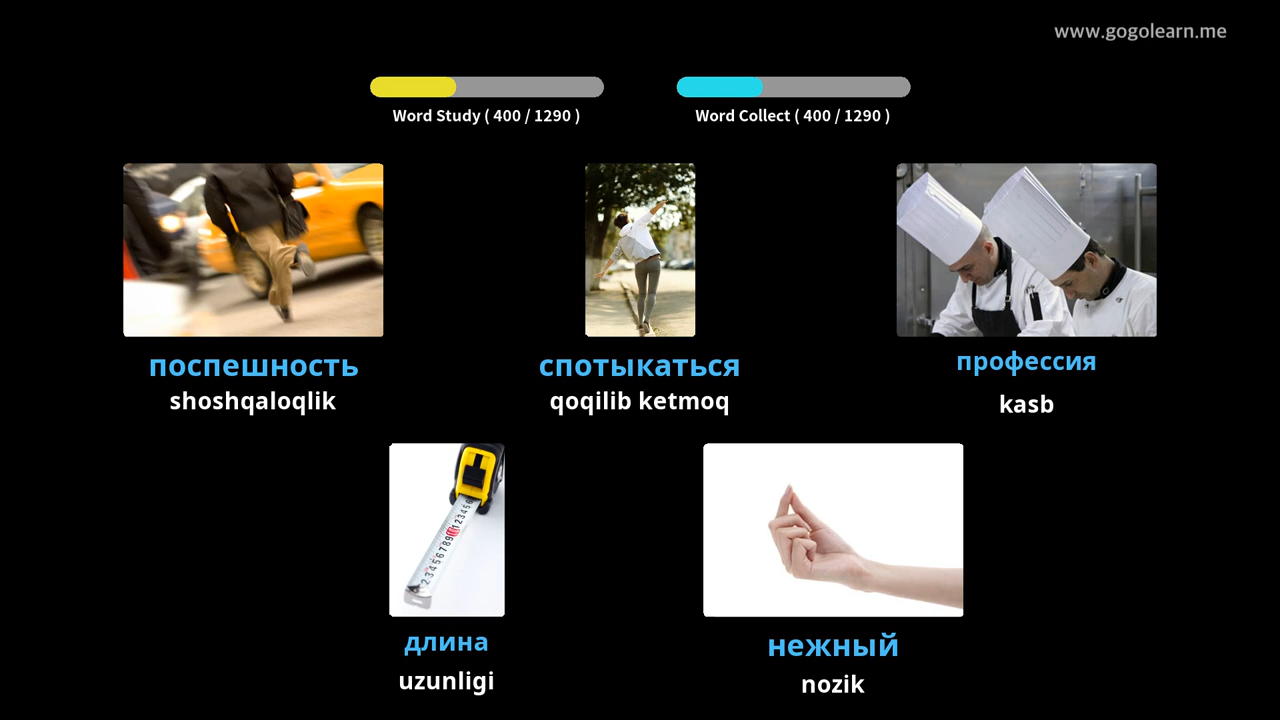 www.gogolearn.me
Word Study ( 400 / 1290 )
Word Collect ( 400 / 1290 )
поспешность
shoshqaloqlik
спотыкаться
qoqilib ketmoq
профессия
kasb
длина
uzunligi
нежный
nozik